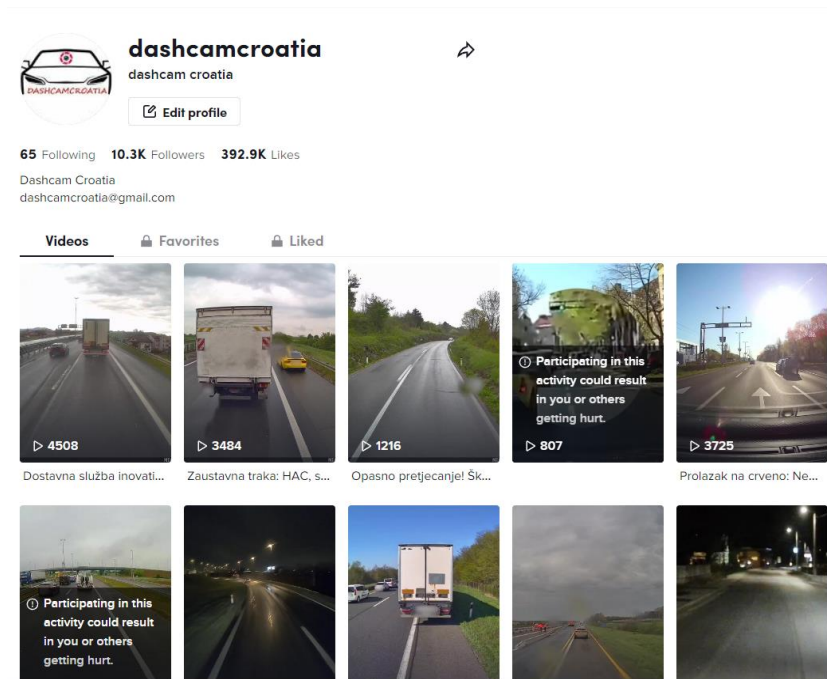 dashcamcroatia
DASHCAMCROATIA
dashcam croatia
Edit profile
65 Following 10.3K Followers 392.9K Likes
Dashcam Croatia
dashcamcroatia@gmail.com
Videos Favorites Liked
Participating in this
activity could result
in you or others
getting hurt.
4508 3484 1216 807 3725
Dostavna služba inovati... Zaustavna traka: HAC, s... Opasno pretjecanje! Šk... Prolazak na crveno: Ne...
Participating in this
activity could result
in you or others
getting hurt.